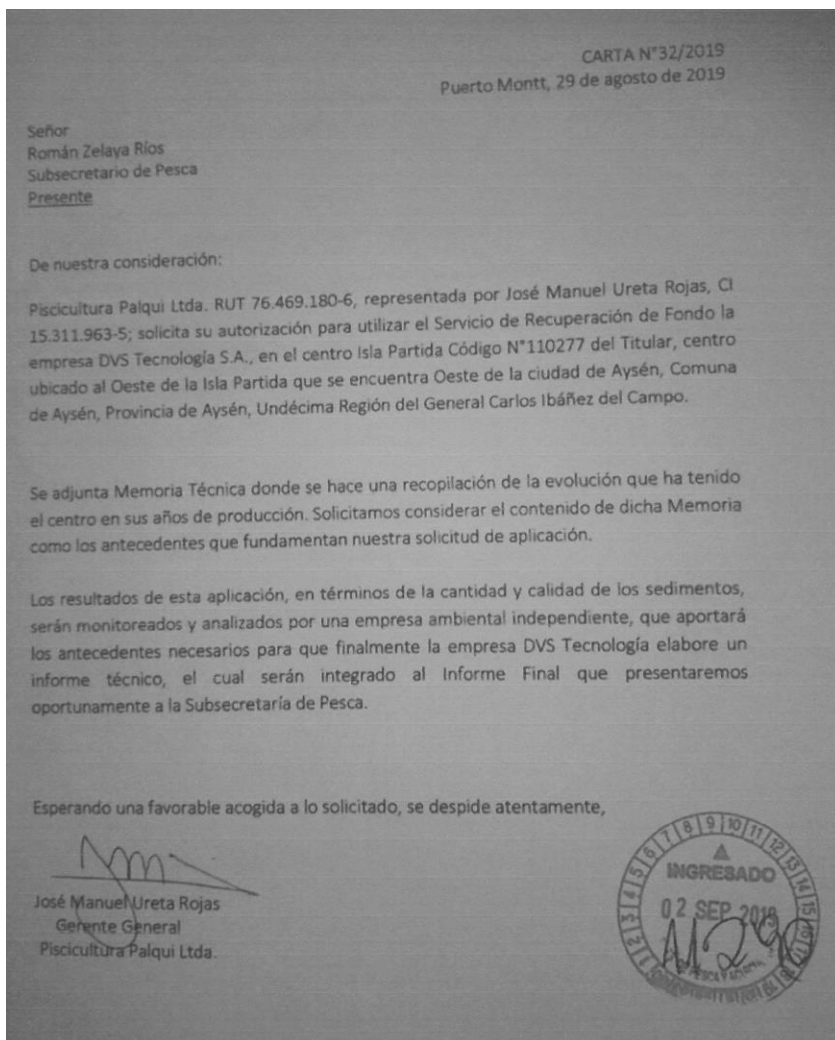 CARTA N°32/2019
Puerto Montt, 29 de agosto de 2019
Señor
Román Zelaya Ríos
Subsecretario de Pesca
Presente
De nuestra consideración:
Piscicultura Palqui Ltda. RUT 76.469.180-6, representada por José Manuel Ureta Rojas, CI
15.311.963-5; solicita su autorización para utilizar el Servicio de Recuperación de Fondo la
empresa DVS Tecnología S.A., en el centro Isla Partida Código N°110277 del Titular, centro
ubicado al Oeste de la Isla Partida que se encuentra Oeste de la ciudad de Aysén, Comuna
de Aysén, Provincia de Aysén, Undécima Región del General Carlos Ibáñez del Campo.
Se adjunta Memoria Técnica donde se hace una recopilación de la evolución que ha tenido
el centro en sus años de producción. Solicitamos considerar el contenido de dicha Memoria
como los antecedentes que fundamentan nuestra solicitud de aplicación.
Los resultados de esta aplicación, en términos de la cantidad y calidad de los sedimentos,
serán monitoreados y analizados por una empresa ambiental independiente, que aportará
los antecedentes necesarios para que finalmente la empresa DVS Tecnología elabore un
informe técnico, el cual serán integrado al Informe Final que presentaremos
oportunamente a la Subsecretaría de Pesca.
Esperando una favorable acogida a lo solicitado, se despide atentamente,
José Manuel Ureta Rojas
Gerente General
Piscicultura Palqui Ltda.
1 2 3 4 5 6 7 8 9 10 11 12 13 14 15 16
INGRESADO
02 SEP 2019